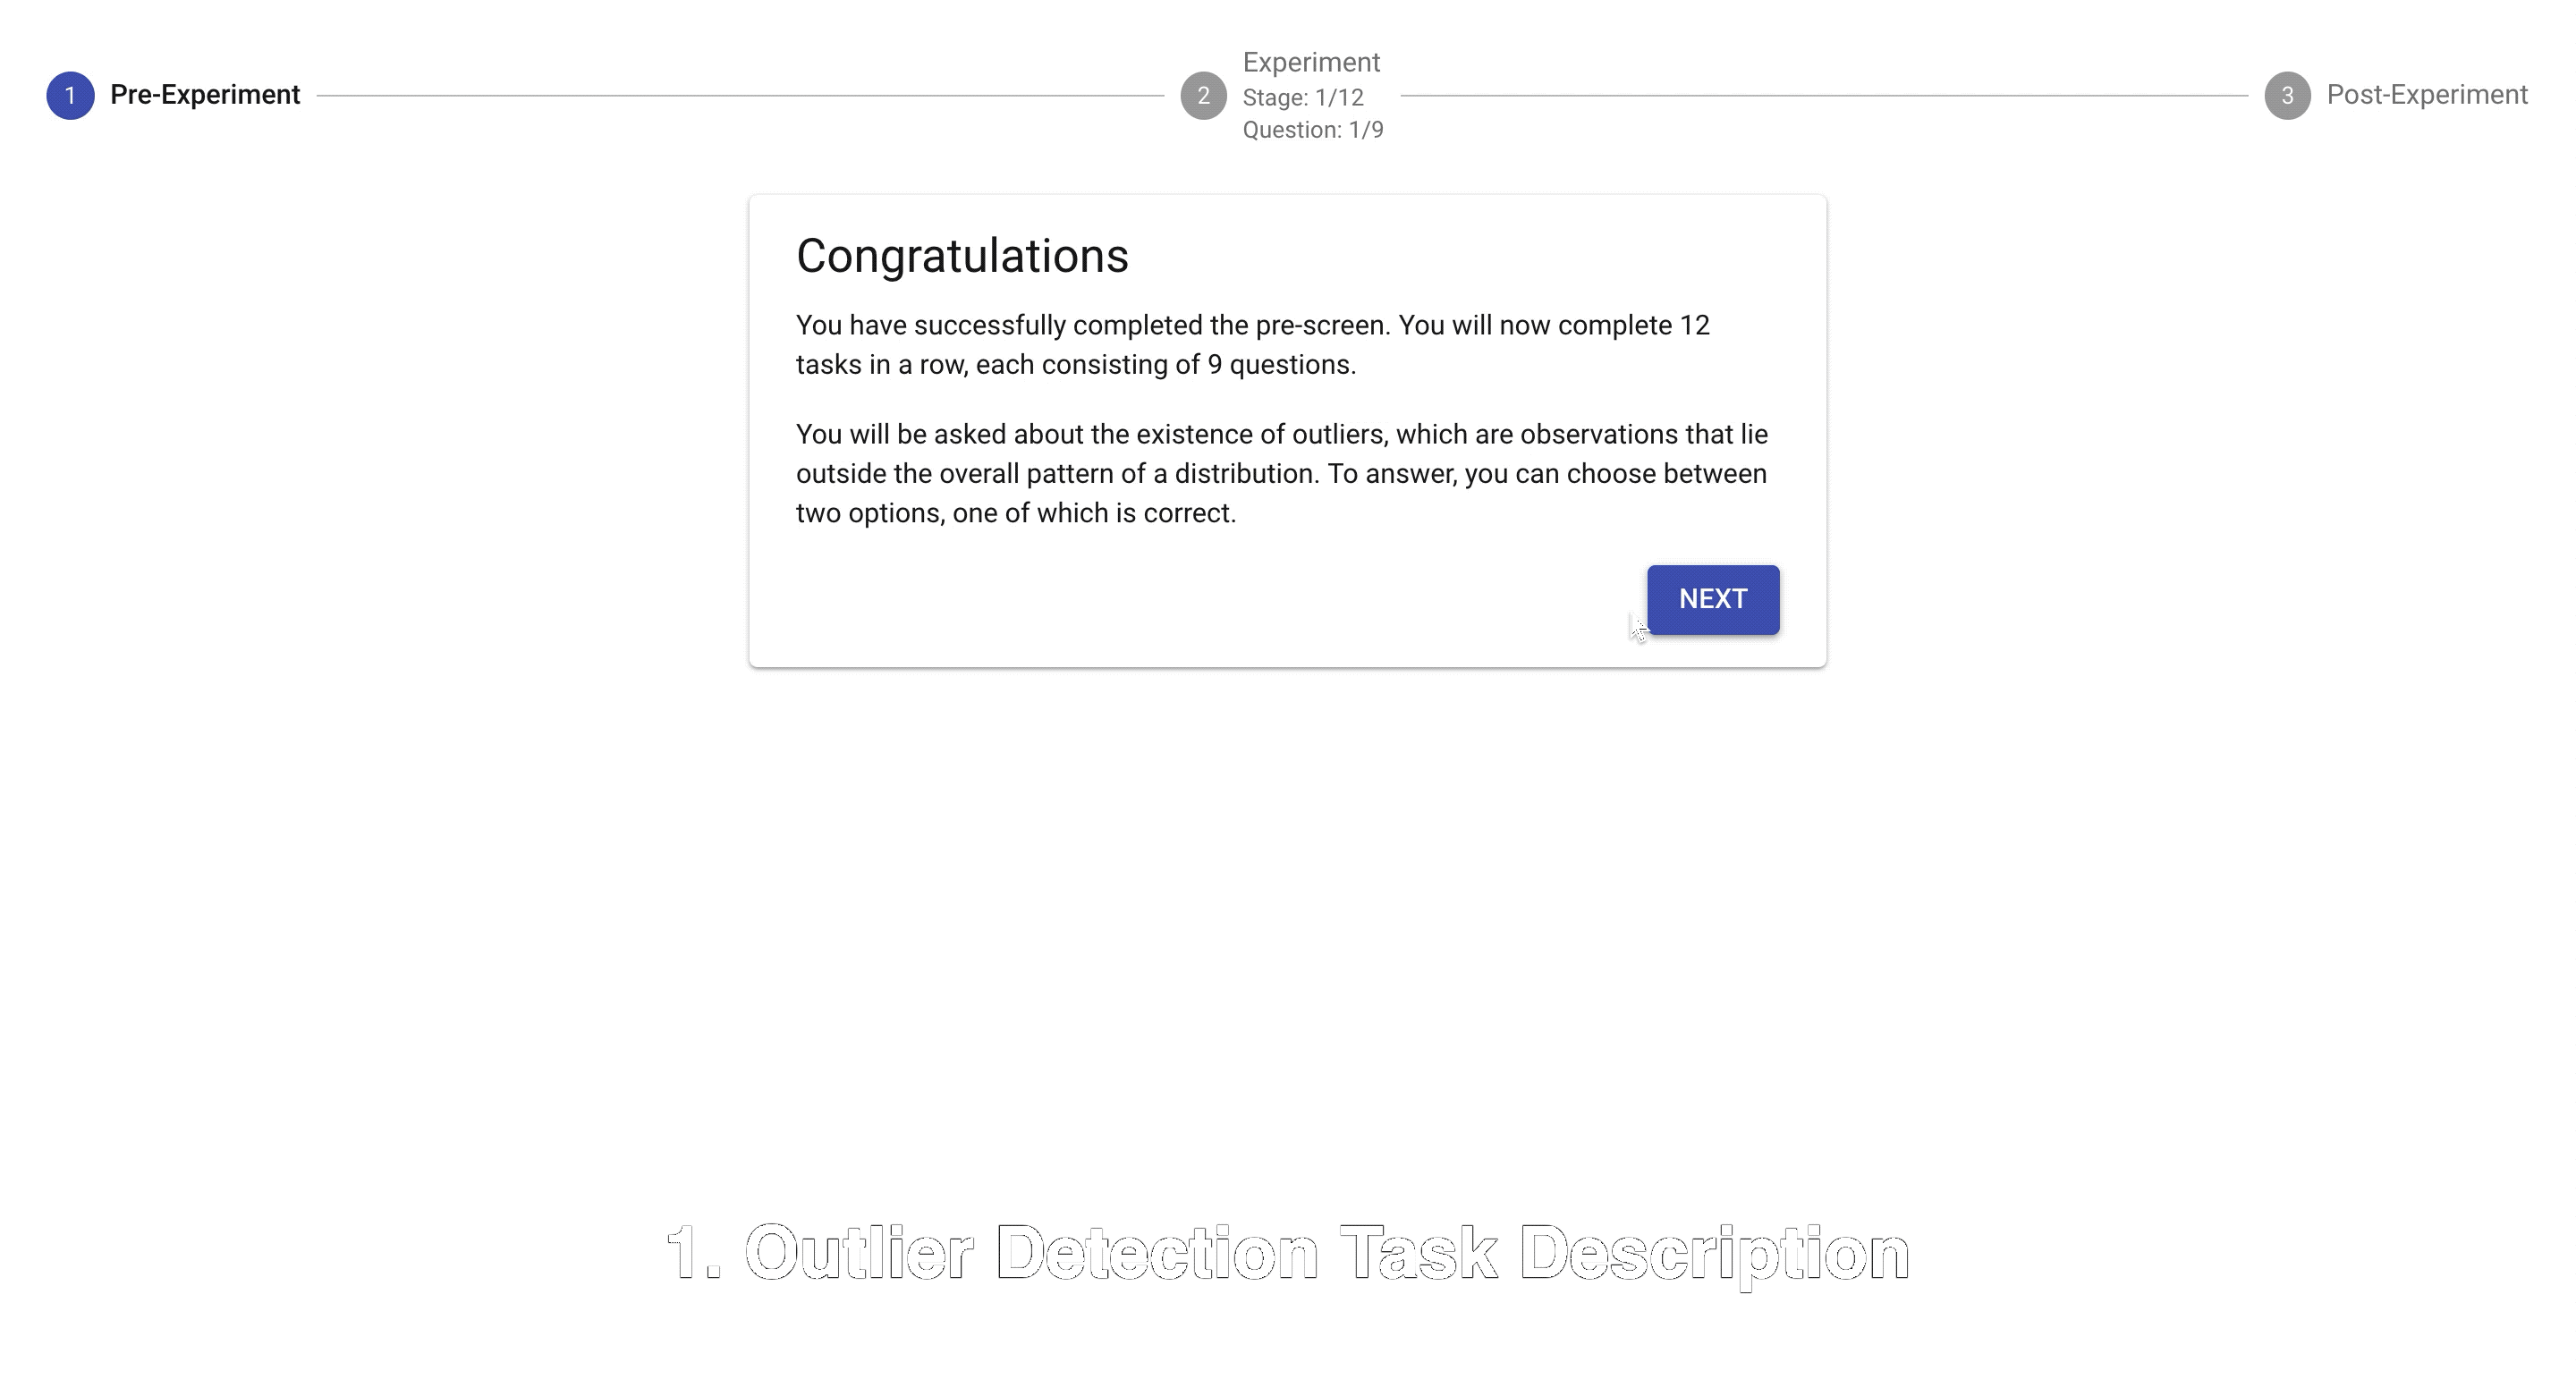 1 Pre-Experiment
2 Experiment
Stage: 1/12
Question: 1/9
3 Post-Experiment
Congratulations
You have successfully completed the pre-screen. You will now complete 12
tasks in a row, each consisting of 9 questions.
You will be asked about the existence of outliers, which are observations that lie
outside the overall pattern of a distribution. To answer, you can choose between
two options, one of which is correct.
NEXT
1. Outlier Detection Task Description